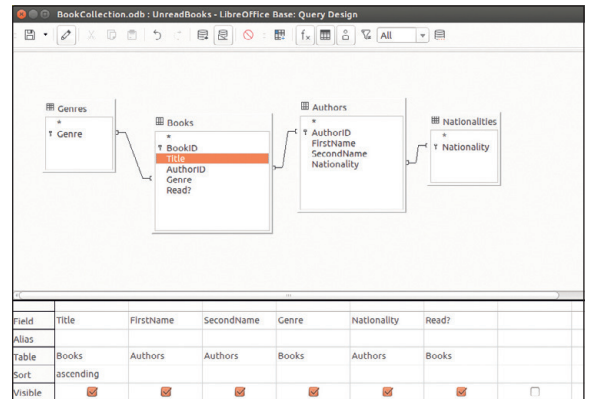 BookCollection.odb : UnreadBooks - LibreOffice Base: Query Design
All
Genres
*
Genre
Books
*
BookID
Title
AuthorID
Genre
Read?
Authors
*
AuthorID
FirstName
SecondName
Nationality
Nationalities
*
Nationality
Field Title FirstName SecondName Genre Nationality Read?
Alias
Table Books Authors Authors Books Authors Books
Sort ascending
Visible